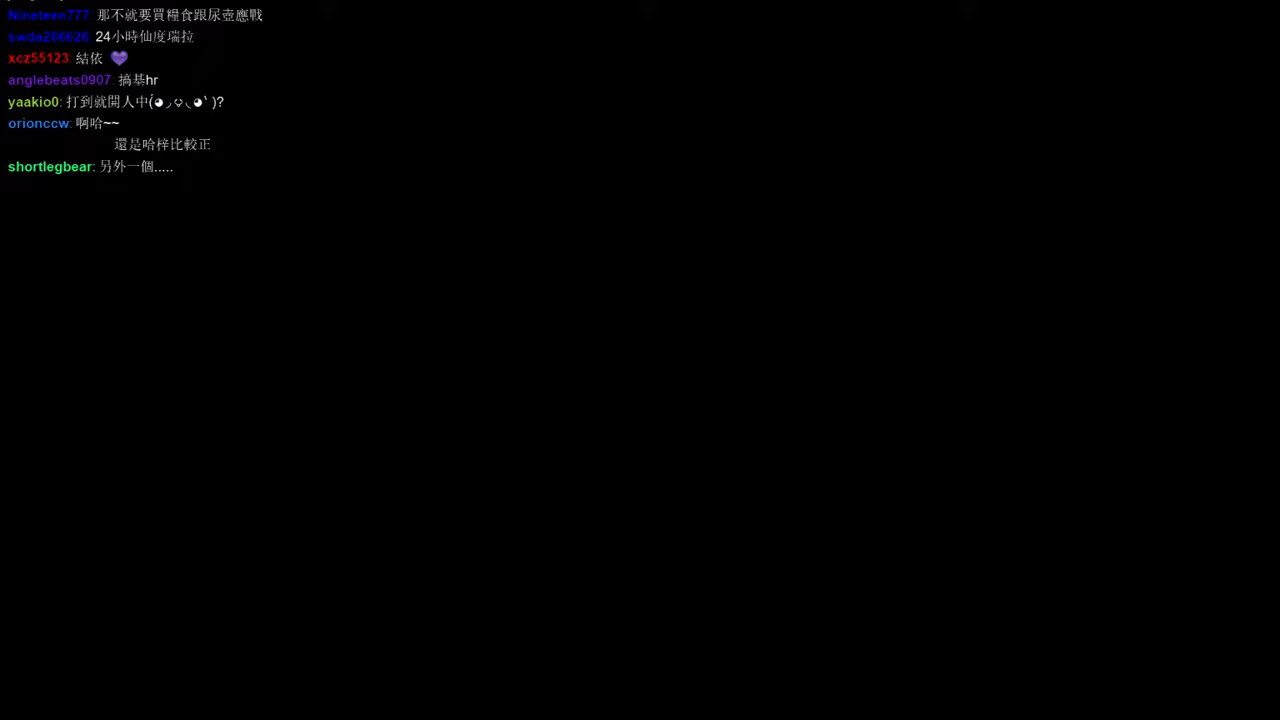 Nineteen777 那不就要買糧食跟尿壺應戰
swda266626 24小時仙度瑞拉
xcz55123: 結依
anglebeats0907: 搞基hr
yaakio0: 打到就開人中(´◕◞౪◟◕‵)?
orionccw: 啊哈~~
還是哈梓比較正
shortlegbear: 另外一個.....